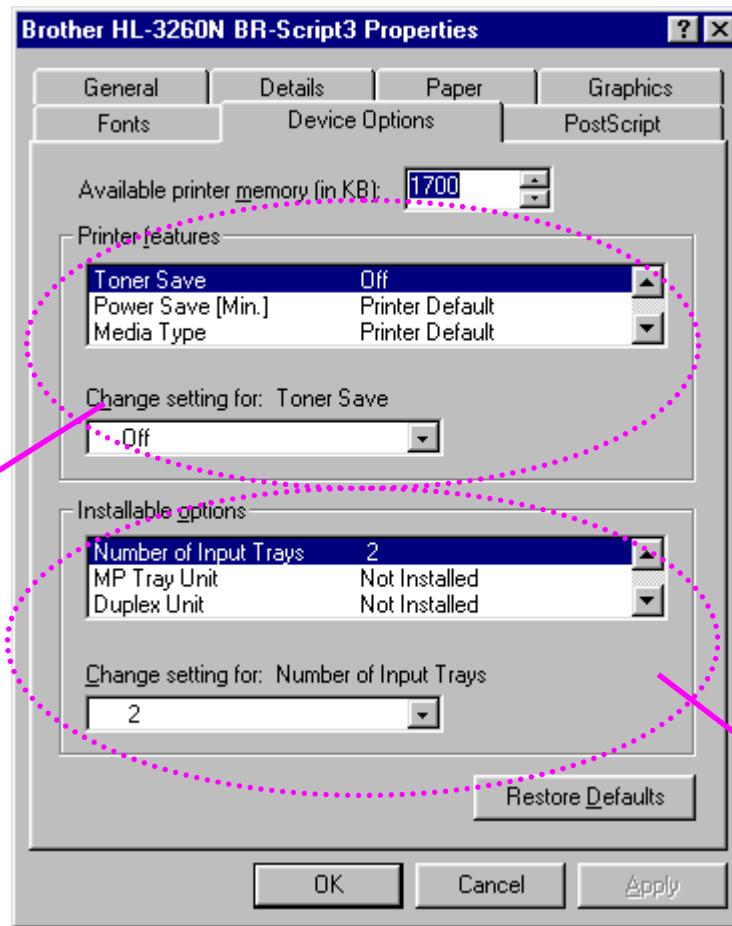 Brother HL-3260N BR-Script3 Properties
General Details Paper Graphics
Fonts Device Options PostScript
Available printer memory (in KB): 1700
Printer features
Toner Save Off
Power Save [Min.] Printer Default
Media Type Printer Default
Change setting for: Toner Save
Off
Installable options
Number of Input Trays 2
MP Tray Unit Not Installed
Duplex Unit Not Installed
Change setting for: Number of Input Trays
2
Restore Defaults
OK Cancel Apply